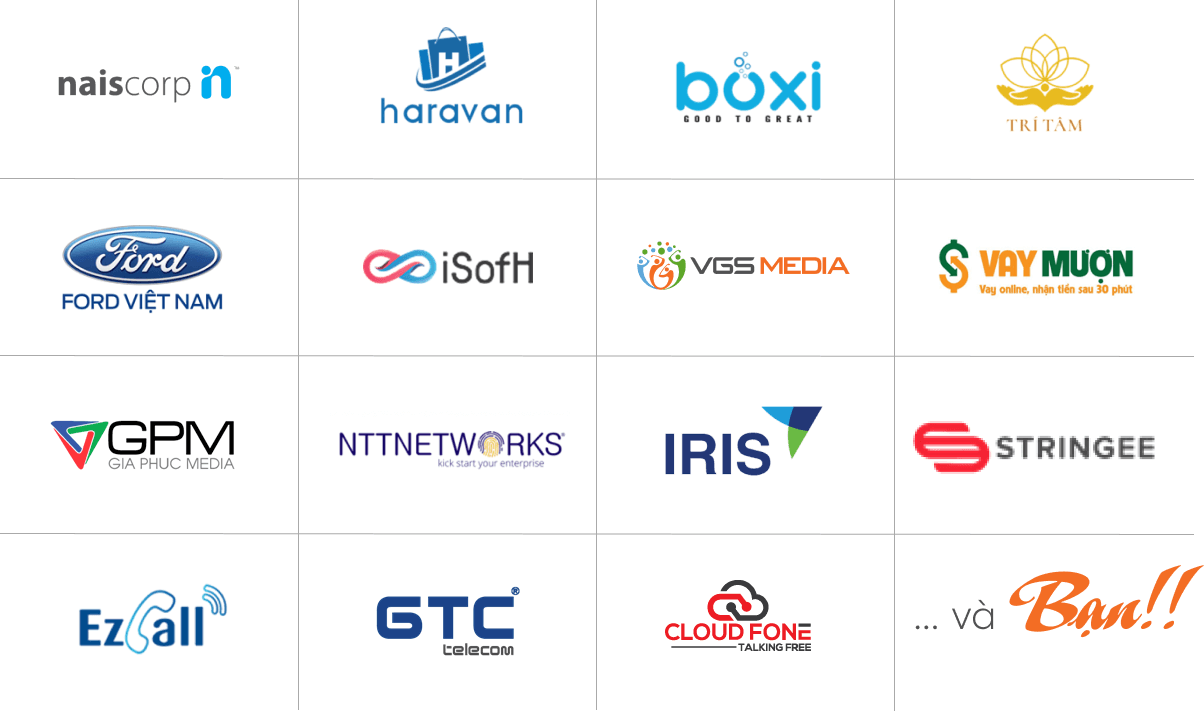 naiscorp n™
H
haravan
boxi
GOOD TO GREAT
TRÍ TÂM
Ford
FORD VIỆT NAM
iSofH
VGS MEDIA
VAY MƯỢN
Vay online, nhận tiền sau 30 phút
GPM
GIA PHUC MEDIA
NTTNETWORKS®
kick start your enterprise
IRIS
STRINGEE
EzCall
GTC®
telecom
CLOUD FONE
TALKING FREE
... và Bạn!!